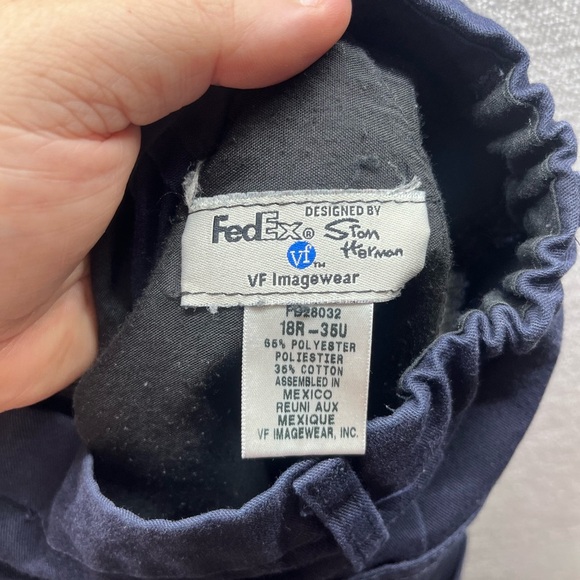 FedEx® DESIGNED BY Stan Herman
vf™
VF Imagewear
PB28032
18R-35U
65% POLYESTER
POLIESTIER
35% COTTON
ASSEMBLED IN
MEXICO
REUNI AUX
MEXIQUE
VF IMAGEWEAR, INC.